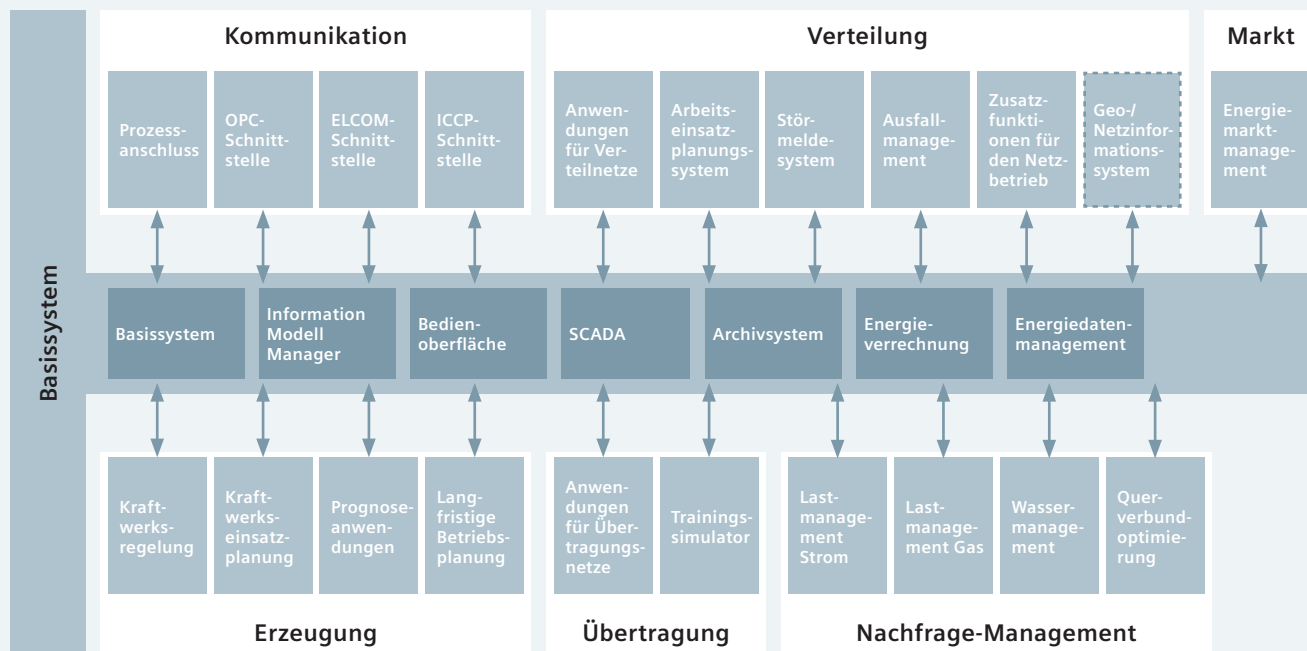 Kommunikation
Prozess-
anschluss
OPC-
Schnitt-
stelle
ELCOM-
Schnitt-
stelle
ICCP-
Schnitt-
stelle
Verteilung
Anwen-
dungen
für Ver-
teilnetze
Arbeits-
einsatz-
planungs-
system
Stör-
melde-
system
Ausfall-
manage-
ment
Zusatz-
funkti-
onen für
den Netz-
betrieb
Geo-/
Netzinfor-
mations-
system
Markt
Energie-
markt-
manage-
ment
Basissystem
Basissystem
Information
Modell
Manager
Bedien-
oberfläche
SCADA
Archivsystem
Energie-
verrechnung
Energiedaten-
management
Kraft-
werks-
regelung
Kraft-
werks-
einsatz-
planung
Prognose-
anwen-
dungen
Lang-
fristige
Betriebs-
planung
Erzeugung
Anwen-
dungen
für Über-
tragungs-
netze
Trainings-
simulator
Übertragung
Last-
manage-
ment
Strom
Last-
manage-
ment Gas
Wasser-
manage-
ment
Quer-
verbund-
optimie-
rung
Nachfrage-Management